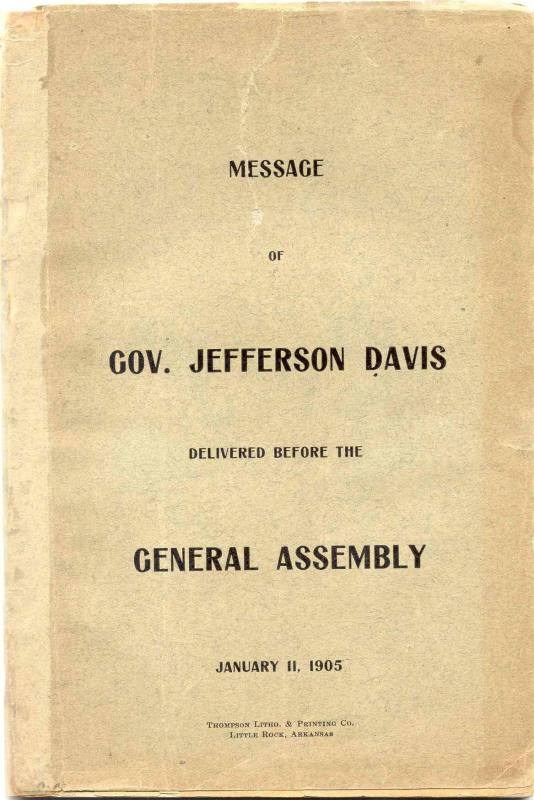 MESSAGE
OF
GOV. JEFFERSON DAVIS
DELIVERED BEFORE THE
GENERAL ASSEMBLY
JANUARY 11, 1905
THOMPSON LITHO. & PRINTING CO.
LITTLE ROCK, ARKANSAS